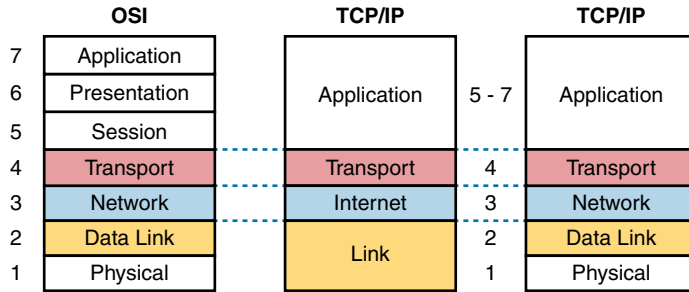 OSI TCP/IP TCP/IP
7 Application
6 Presentation Application 5 - 7 Application
5 Session
4 Transport Transport 4 Transport
3 Network Internet 3 Network
2 Data Link Link 2 Data Link
1 Physical 1 Physical